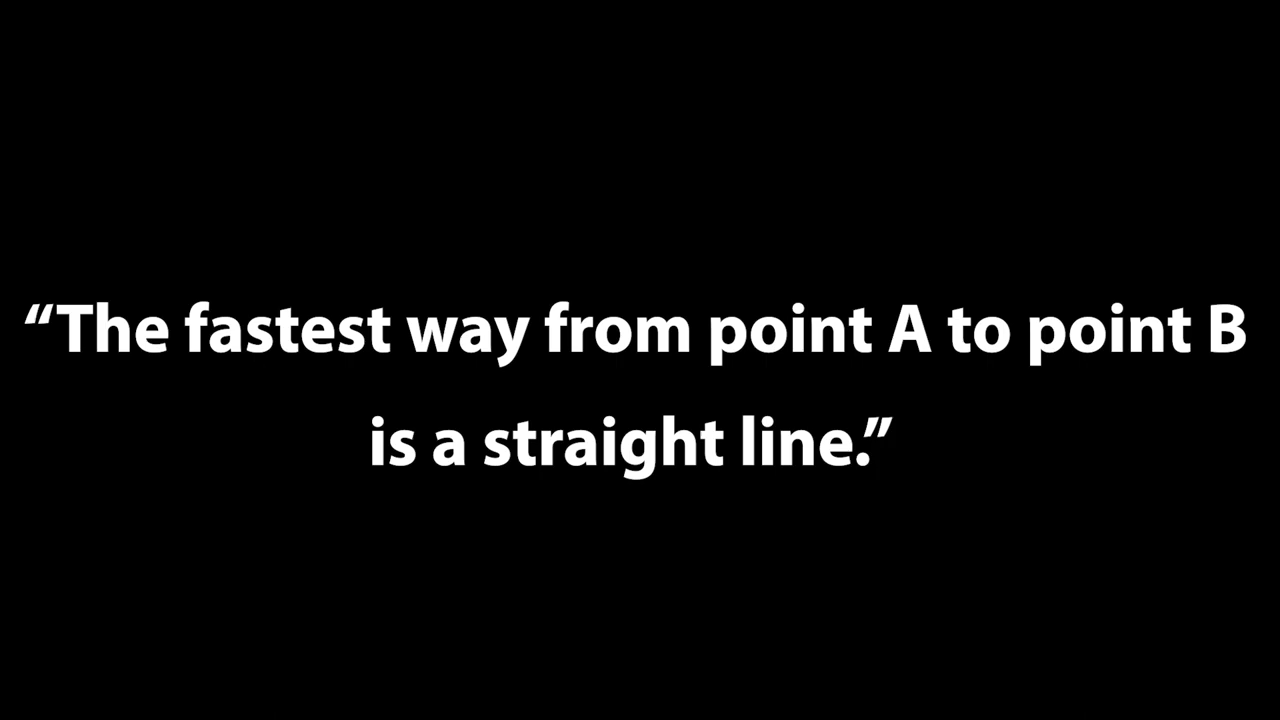 “The fastest way from point A to point B
is a straight line.”